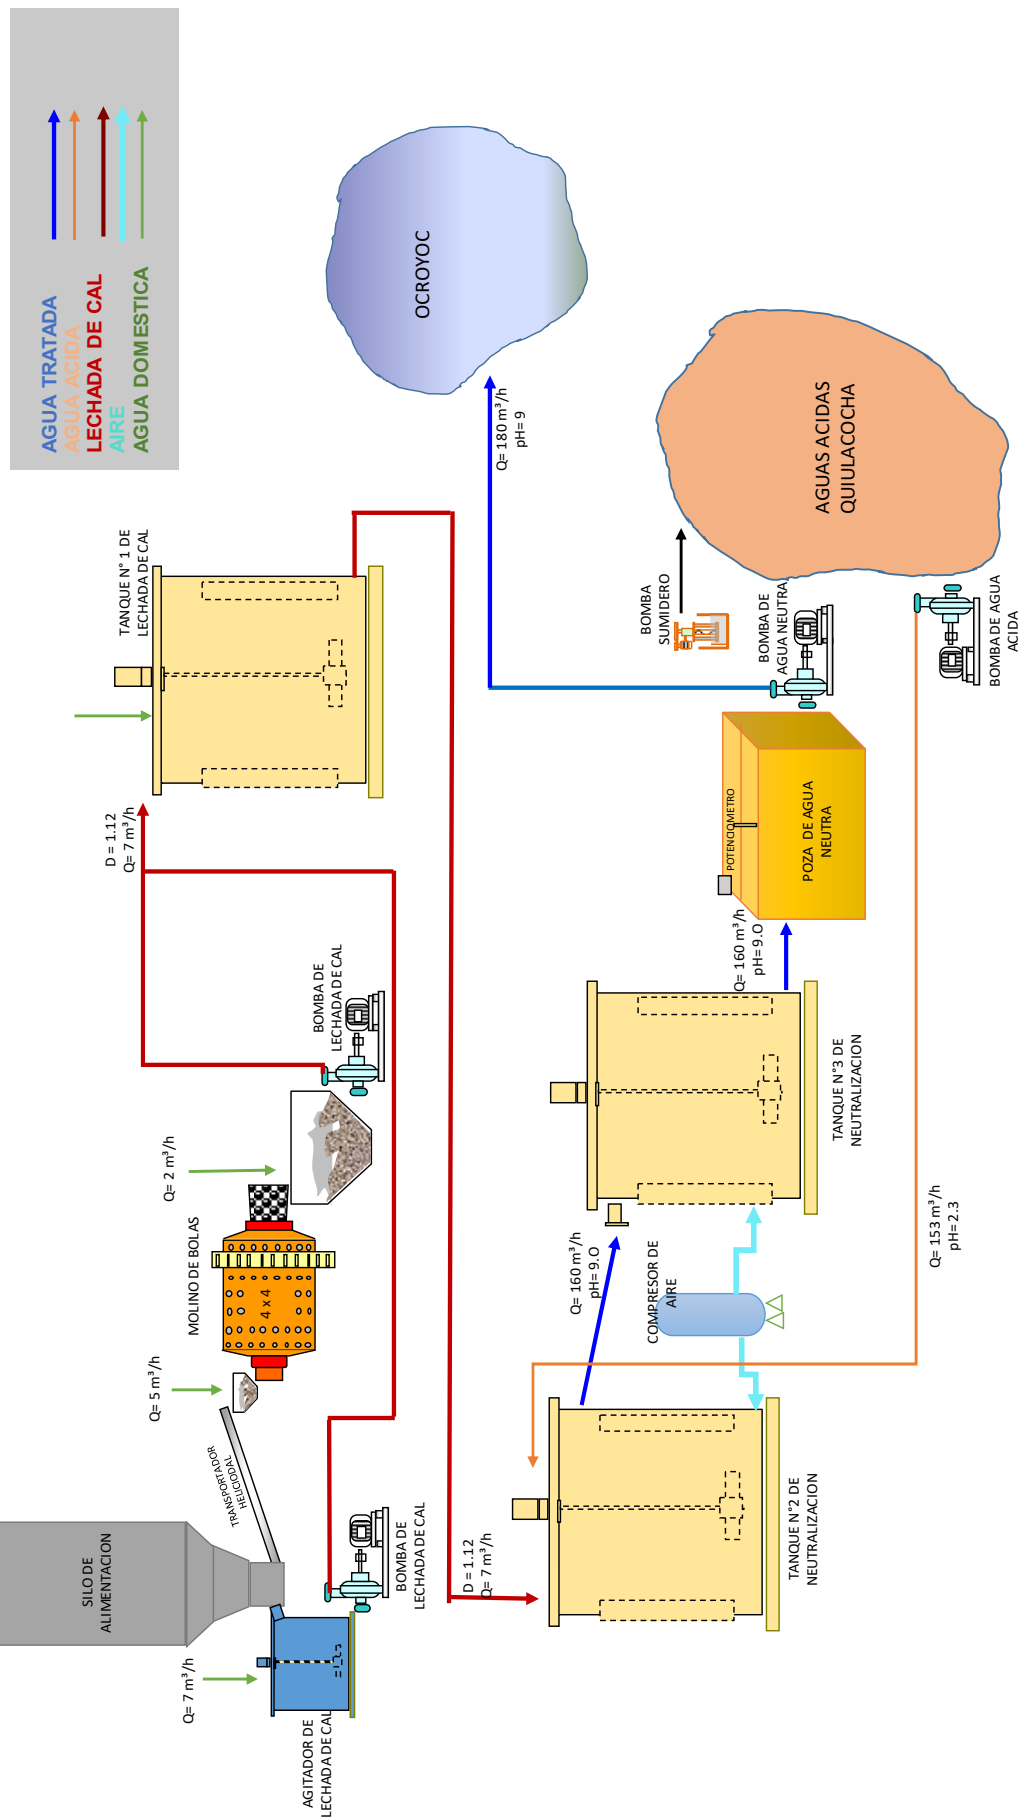 SILO DE
ALIMENTACION
Q= 7 m³/h
AGITADOR DE
LECHADA DE CAL
TRANSPORTADOR
HELICIODAL
BOMBA DE
LECHADA DE CAL
Q= 5 m³/h
MOLINO DE BOLAS
4 x 4
Q= 2 m³/h
BOMBA DE
LECHADA DE CAL
D = 1.12
Q= 7 m³/h
TANQUE N° 1 DE
LECHADA DE CAL
AGUA TRATADA
AGUA ACIDA
LECHADA DE CAL
AIRE
AGUA DOMESTICA
D = 1.12
Q= 7 m³/h
TANQUE N°2 DE
NEUTRALIZACION
Q= 160 m³/h
pH= 9.O
COMPRESOR DE
AIRE
TANQUE N°3 DE
NEUTRALIZACION
Q= 160 m³/h
pH= 9.O
POTENCIOMETRO
POZA DE AGUA
NEUTRA
BOMBA
SUMIDERO
BOMBA DE
AGUA NEUTRA
Q= 180 m³/h
pH= 9
OCROYOC
AGUAS ACIDAS
QUIULACOCHA
BOMBA DE AGUA
ACIDA
Q= 153 m³/h
pH= 2.3